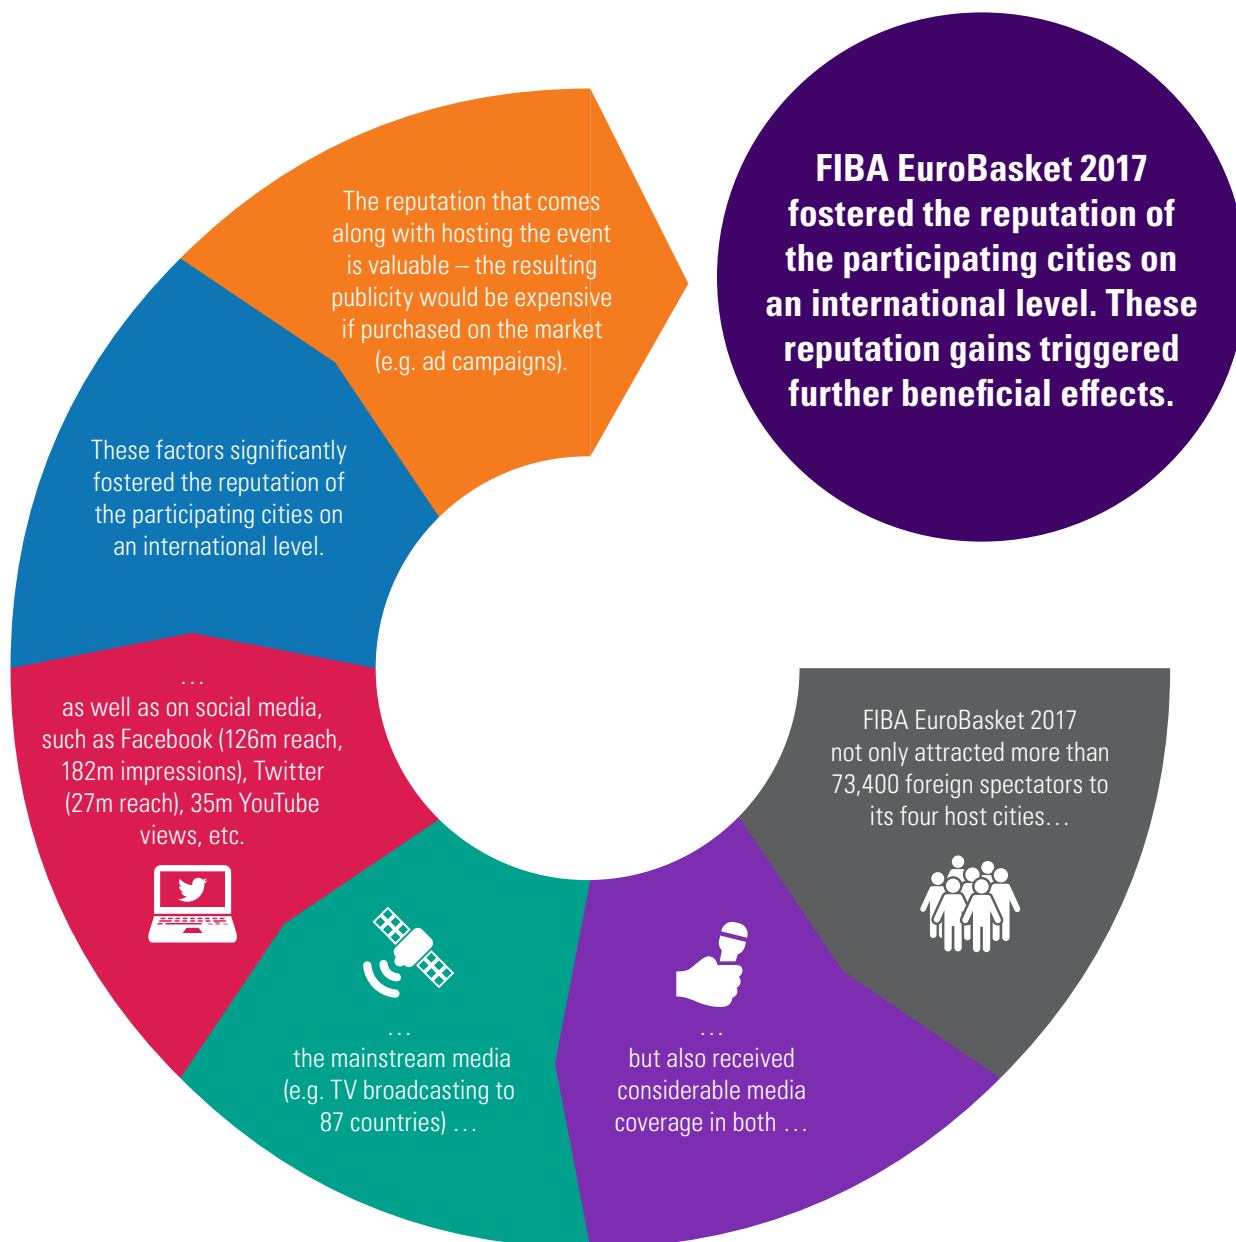 FIBA EuroBasket 2017
fostered the reputation of
the participating cities on
an international level. These
reputation gains triggered
further beneficial effects.
The reputation that comes
along with hosting the event
is valuable – the resulting
publicity would be expensive
if purchased on the market
(e.g. ad campaigns).
These factors significantly
fostered the reputation of
the participating cities on
an international level.
…
as well as on social media,
such as Facebook (126m reach,
182m impressions), Twitter
(27m reach), 35m YouTube
views, etc.
FIBA EuroBasket 2017
not only attracted more than
73,400 foreign spectators to
its four host cities…
…
the mainstream media
(e.g. TV broadcasting to
87 countries) …
…
but also received
considerable media
coverage in both …